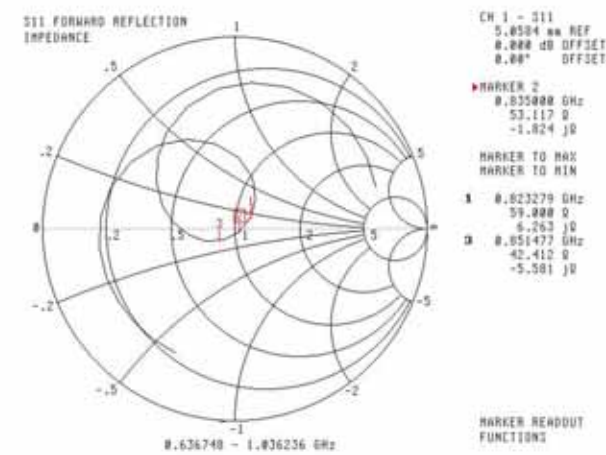 S11 FORWARD REFLECTION
IMPEDANCE
CH 1 - S11
5.0584 mm REF
0.000 dB OFFSET
0.00° OFFSET
MARKER 2
0.835000 GHz
53.117 Ω
-1.824 jΩ
MARKER TO MAX
MARKER TO MIN
1 0.823279 GHz
59.000 Ω
6.263 jΩ
3 0.851477 GHz
42.412 Ω
-5.581 jΩ
MARKER READOUT
FUNCTIONS
1
.5
2
.2
5
0
.2
.5
1
2
5
∞
-.2
-5
-.5
-2
-1
0.636748 - 1.036236 GHz